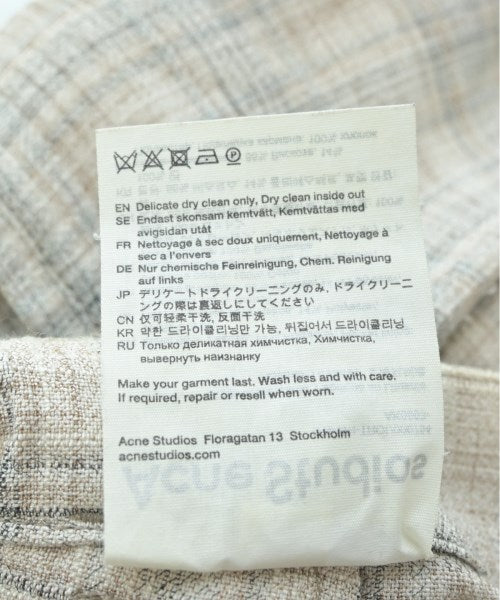 EN Delicate dry clean only, Dry clean inside out
SE Endast skonsam kemtvätt, Kemtvättas med
avigsidan utåt
FR Nettoyage à sec doux uniquement, Nettoyage à
sec a l'envers
DE Nur chemische Feinreinigung, Chem. Reinigung
auf links
JP デリケートドライクリーニングのみ, ドライクリーニ
ングの際は裏返しにしてください
CN 仅可轻柔干洗, 反面干洗
KR 약한 드라이클리닝만 가능, 뒤집어서 드라이클리닝
RU Только деликатная химчистка, Химчистка,
вывернуть наизнанку
Make your garment last. Wash less and with care.
If required, repair or resell when worn.
Acne Studios Floragatan 13 Stockholm
acnestudios.com
Acne Studios